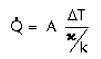 Q̇ = A ΔT
x/k